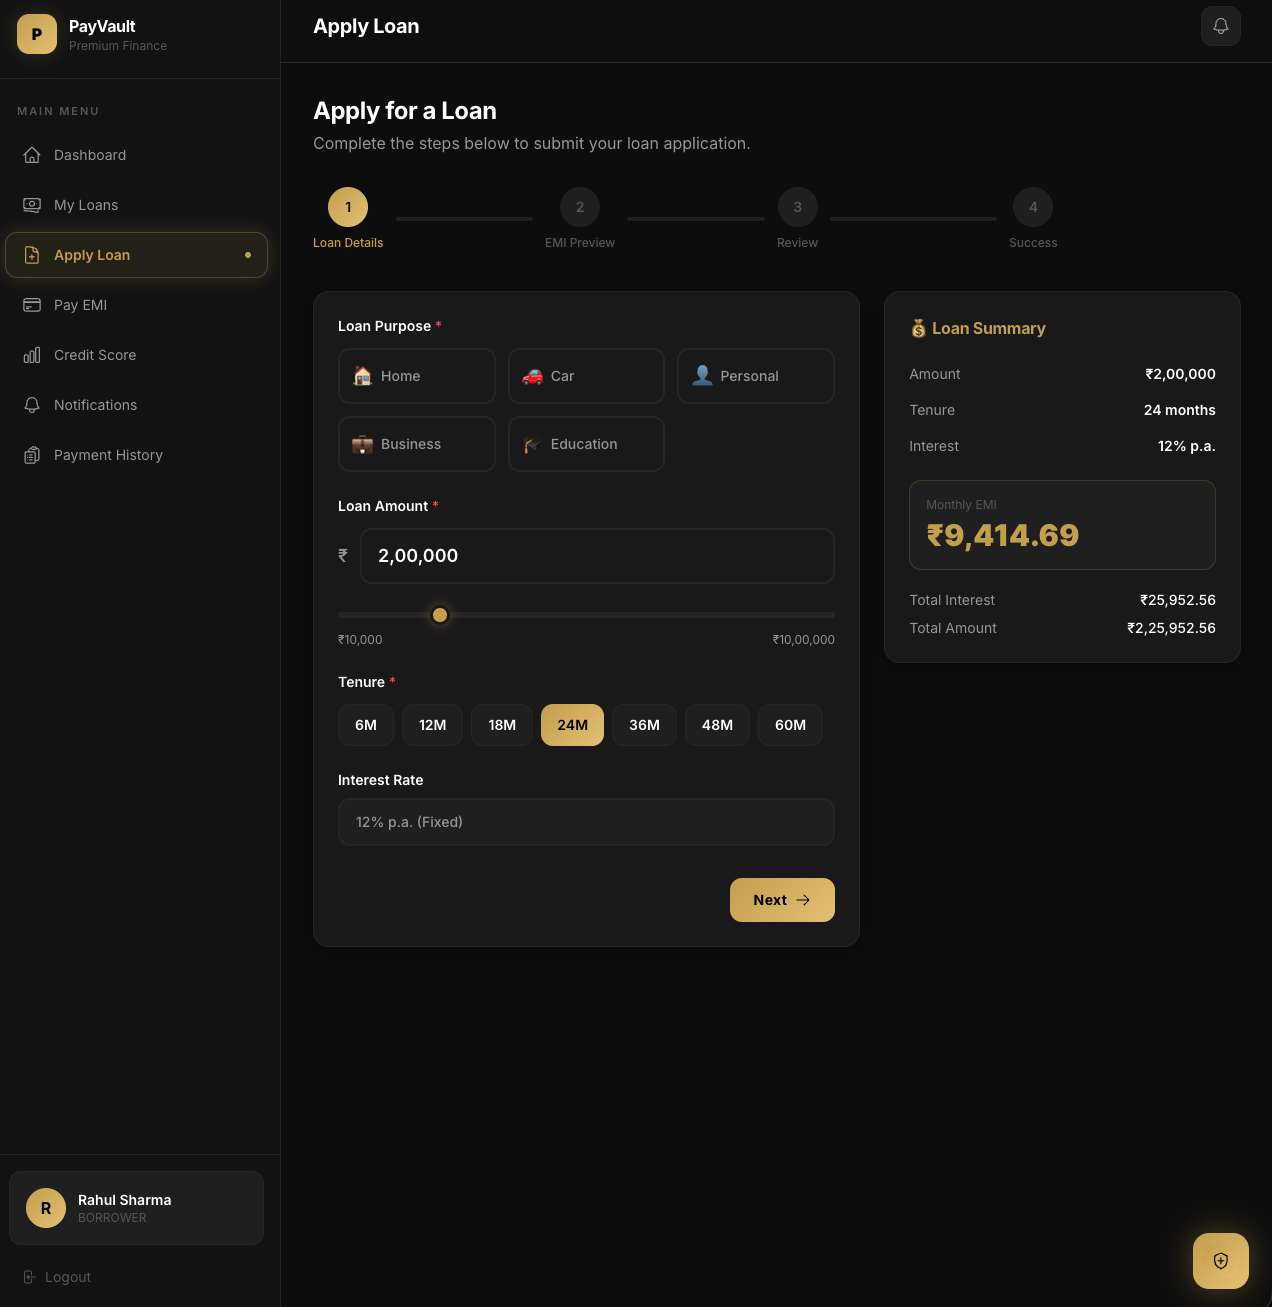 P
PayVault
Premium Finance
MAIN MENU
Dashboard
My Loans
Apply Loan
Pay EMI
Credit Score
Notifications
Payment History
R
Rahul Sharma
BORROWER
Logout
Apply Loan
Apply for a Loan
Complete the steps below to submit your loan application.
1
Loan Details
2
EMI Preview
3
Review
4
Success
Loan Purpose *
Home
Car
Personal
Business
Education
Loan Amount *
₹ 2,00,000
₹10,000 ₹10,00,000
Tenure *
6M 12M 18M 24M 36M 48M 60M
Interest Rate
12% p.a. (Fixed)
Next →
💰 Loan Summary
Amount ₹2,00,000
Tenure 24 months
Interest 12% p.a.
Monthly EMI
₹9,414.69
Total Interest ₹25,952.56
Total Amount ₹2,25,952.56